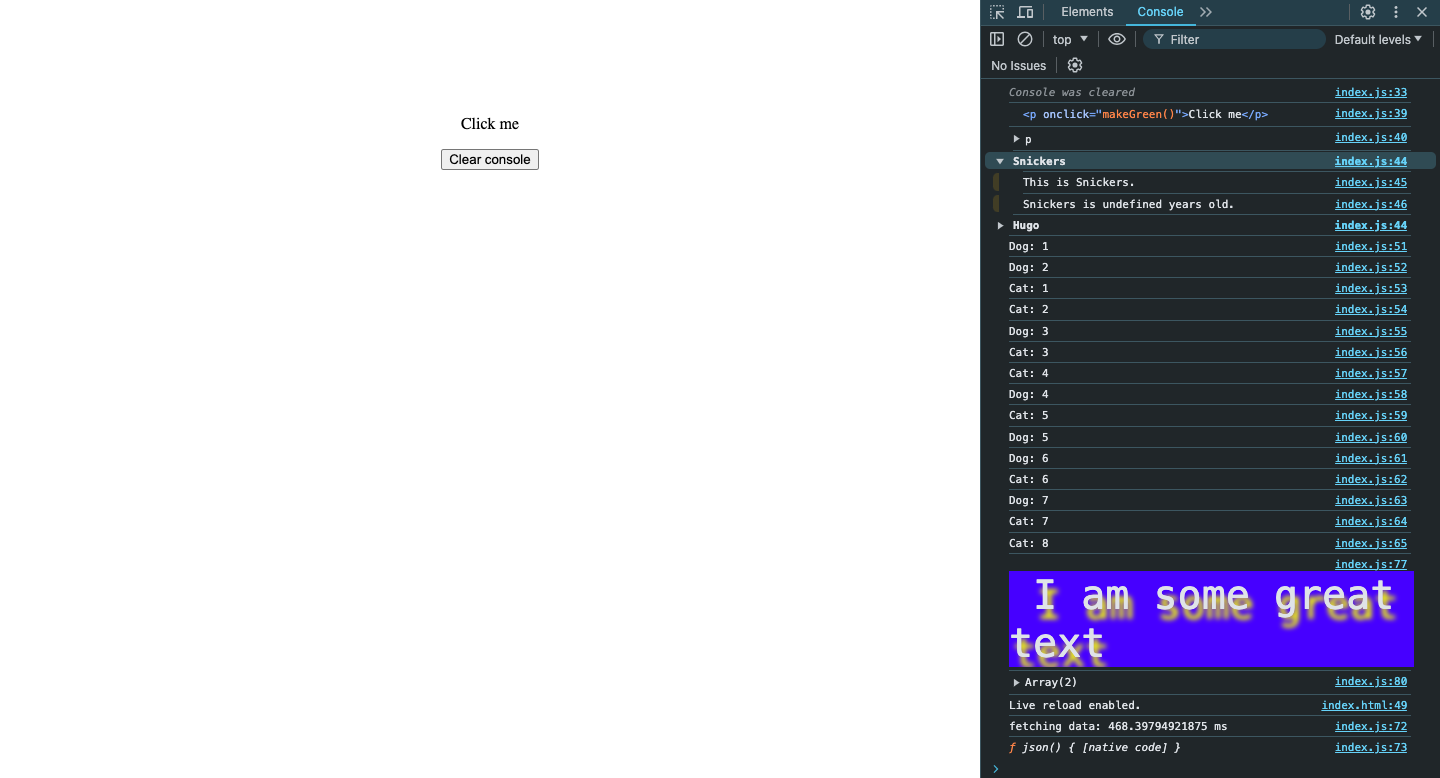 Click me
Clear console
Elements Console
top Filter Default levels
No Issues
Console was cleared index.js:33
<p onclick="makeGreen()">Click me</p> index.js:39
p index.js:40
Snickers index.js:44
This is Snickers. index.js:45
Snickers is undefined years old. index.js:46
Hugo index.js:44
Dog: 1 index.js:51
Dog: 2 index.js:52
Cat: 1 index.js:53
Cat: 2 index.js:54
Dog: 3 index.js:55
Cat: 3 index.js:56
Cat: 4 index.js:57
Dog: 4 index.js:58
Cat: 5 index.js:59
Dog: 5 index.js:60
Dog: 6 index.js:61
Cat: 6 index.js:62
Dog: 7 index.js:63
Cat: 7 index.js:64
Cat: 8 index.js:65
index.js:77
I am some great
text
Array(2) index.js:80
Live reload enabled. index.html:49
fetching data: 468.39794921875 ms index.js:72
ƒ json() { [native code] } index.js:73